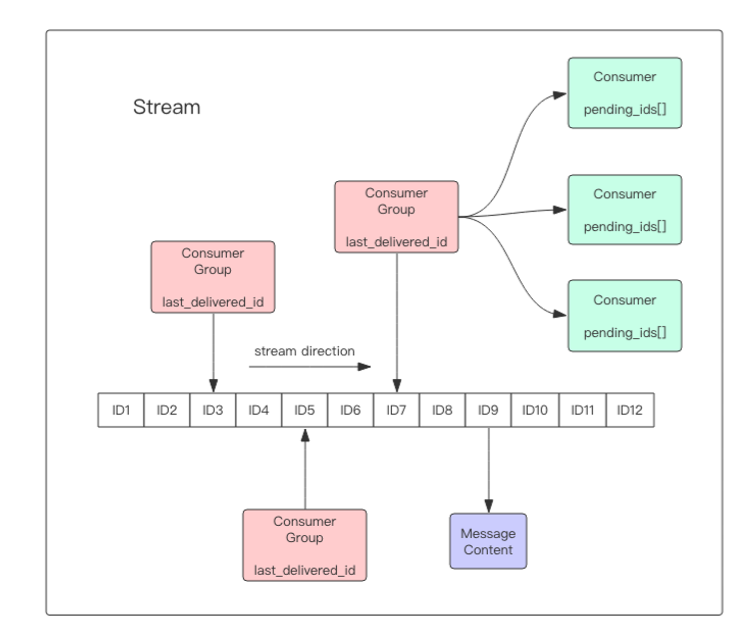 Stream
Consumer
pending_ids[]
Consumer
Group
last_delivered_id
Consumer
pending_ids[]
Consumer
Group
last_delivered_id
Consumer
pending_ids[]
stream direction
ID1 ID2 ID3 ID4 ID5 ID6 ID7 ID8 ID9 ID10 ID11 ID12
Consumer
Group
last_delivered_id
Message
Content